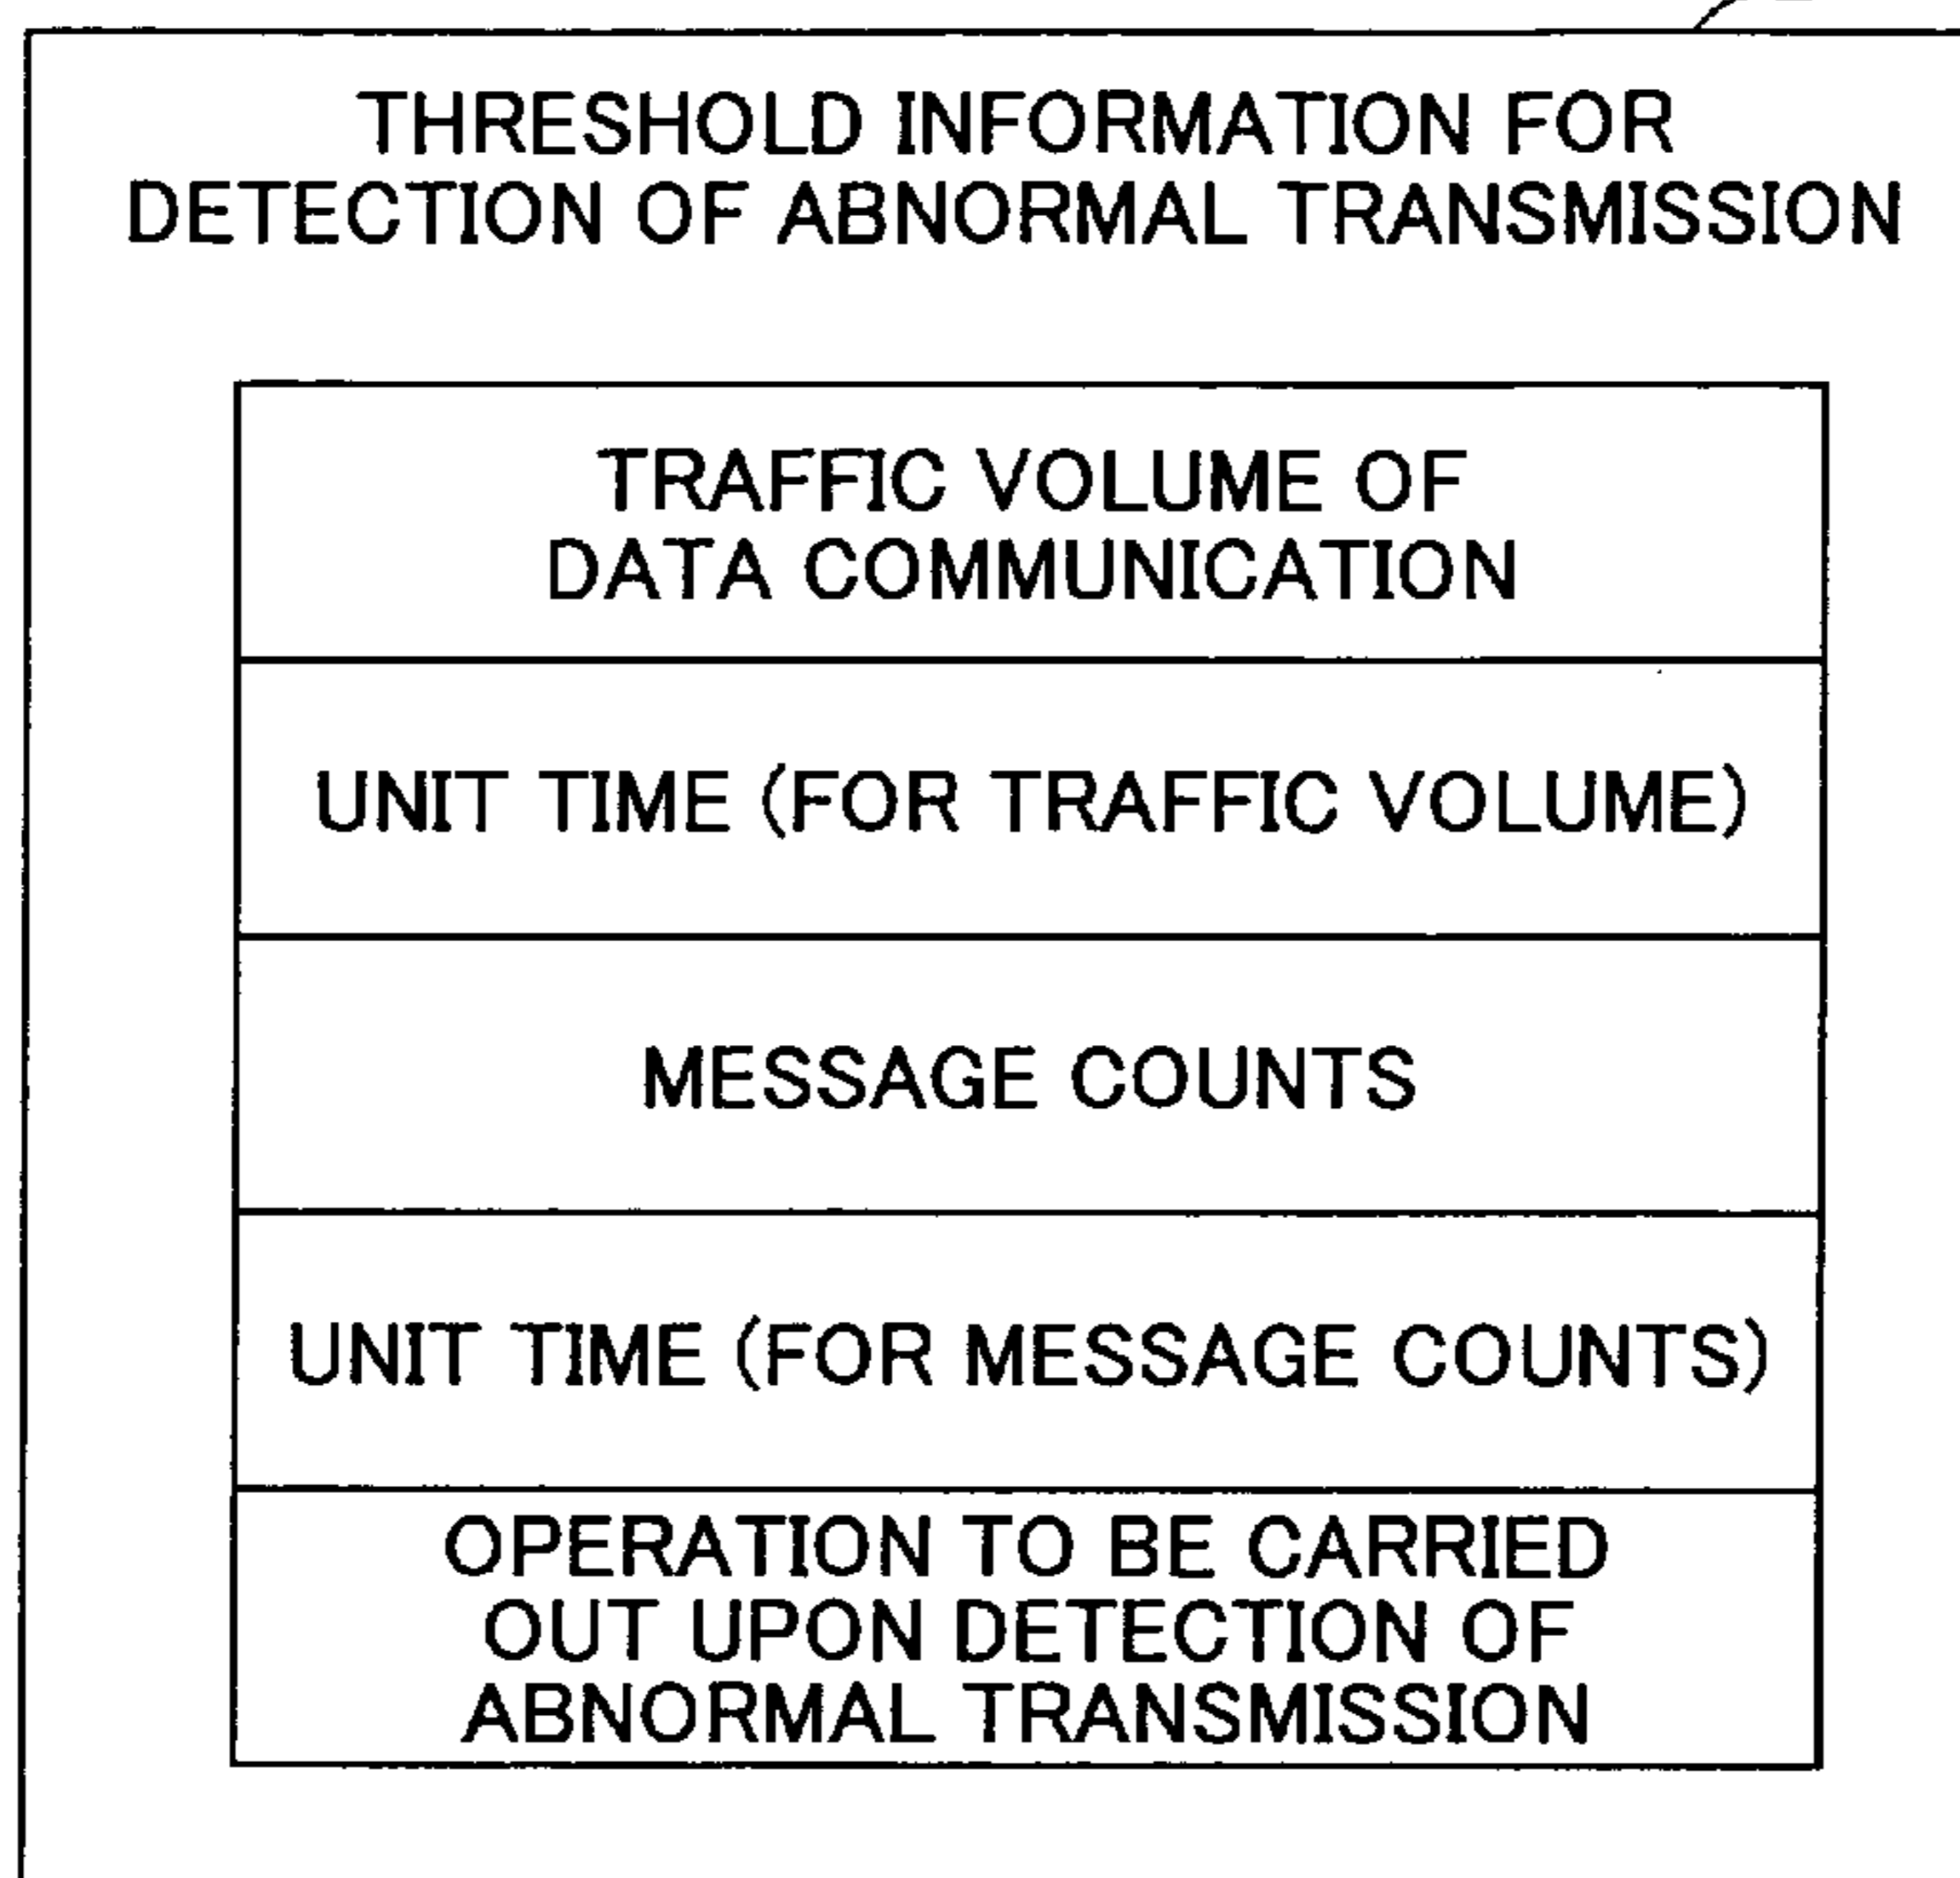 THRESHOLD INFORMATION FOR
DETECTION OF ABNORMAL TRANSMISSION
TRAFFIC VOLUME OF
DATA COMMUNICATION
UNIT TIME (FOR TRAFFIC VOLUME)
MESSAGE COUNTS
UNIT TIME (FOR MESSAGE COUNTS)
OPERATION TO BE CARRIED
OUT UPON DETECTION OF
ABNORMAL TRANSMISSION